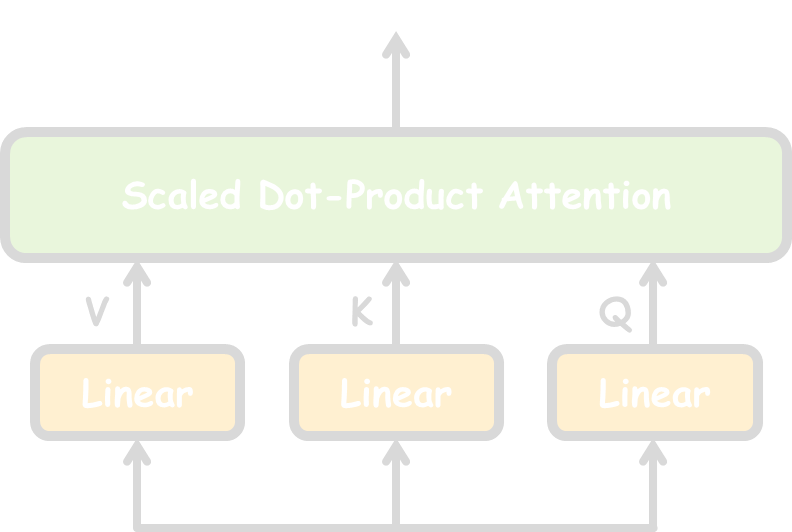 Scaled Dot-Product Attention
V K Q
Linear Linear Linear